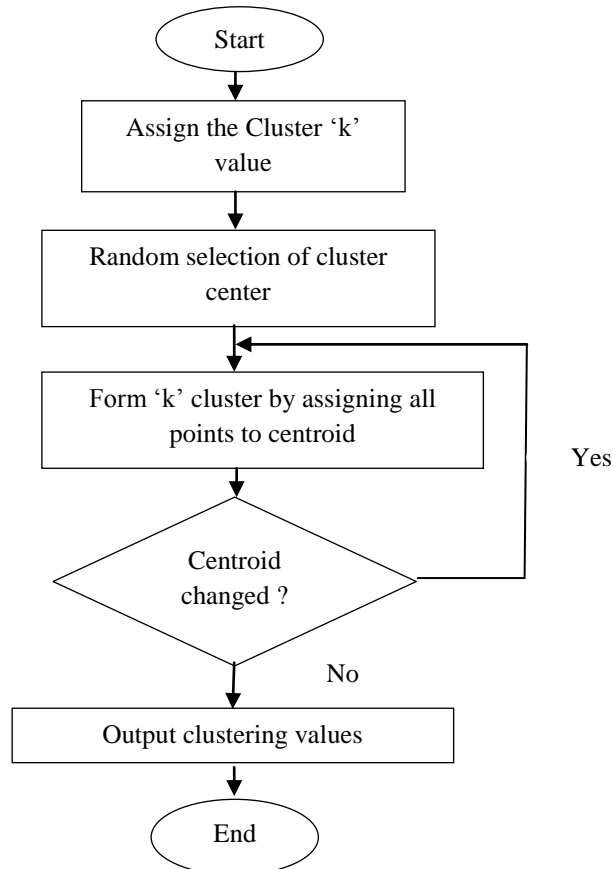 Start
Assign the Cluster ‘k’
value
Random selection of cluster
center
Form ‘k’ cluster by assigning all
points to centroid
Yes
Centroid
changed ?
No
Output clustering values
End